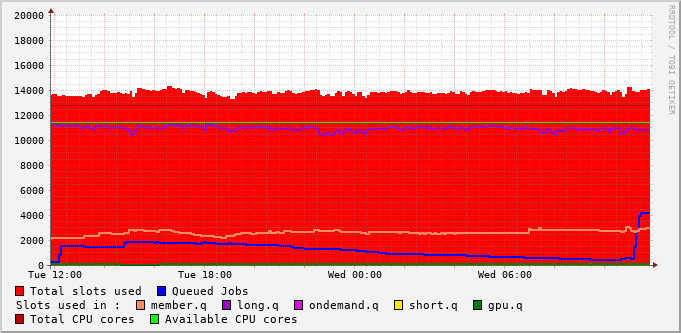 20000
18000
16000
14000
12000
10000
8000
6000
4000
2000
0
Tue 12:00 Tue 18:00 Wed 00:00 Wed 06:00
RRDTOOL / TOBI OETIKER
Total slots used Queued Jobs
Slots used in : member.q long.q ondemand.q short.q gpu.q
Total CPU cores Available CPU cores